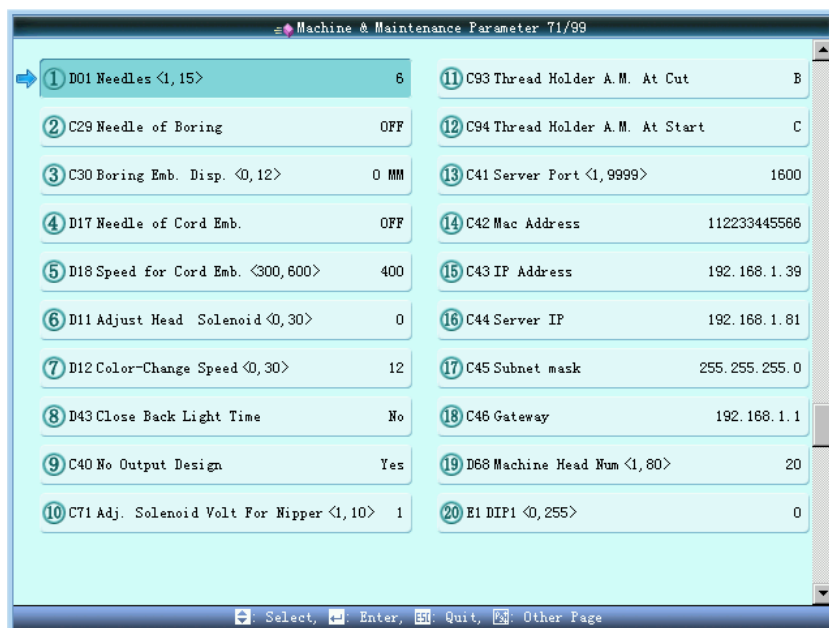 Machine & Maintenance Parameter 71/99
1 D01 Needles <1,15> 6
2 C29 Needle of Boring OFF
3 C30 Boring Emb. Disp. <0,12> 0 MM
4 D17 Needle of Cord Emb. OFF
5 D18 Speed for Cord Emb. <300,600> 400
6 D11 Adjust Head Solenoid <0,30> 0
7 D12 Color-Change Speed <0,30> 12
8 D43 Close Back Light Time No
9 C40 No Output Design Yes
10 C71 Adj. Solenoid Volt For Nipper <1,10> 1
11 C93 Thread Holder A.M. At Cut B
12 C94 Thread Holder A.M. At Start C
13 C41 Server Port <1,9999> 1600
14 C42 Mac Address 112233445566
15 C43 IP Address 192.168.1.39
16 C44 Server IP 192.168.1.81
17 C45 Subnet mask 255.255.255.0
18 C46 Gateway 192.168.1.1
19 D68 Machine Head Num <1,80> 20
20 E1 DIP1 <0,255> 0
: Select, : Enter, ESC: Quit, : Other Page